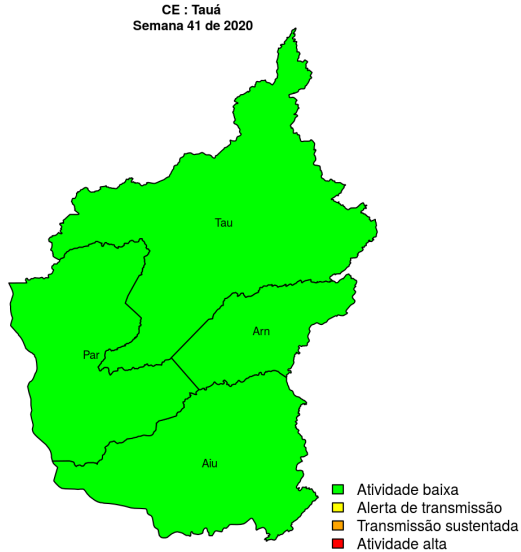 CE : Tauá
Semana 41 de 2020
Tau
Arn
Par
Aiu
Atividade baixa
Alerta de transmissão
Transmissão sustentada
Atividade alta